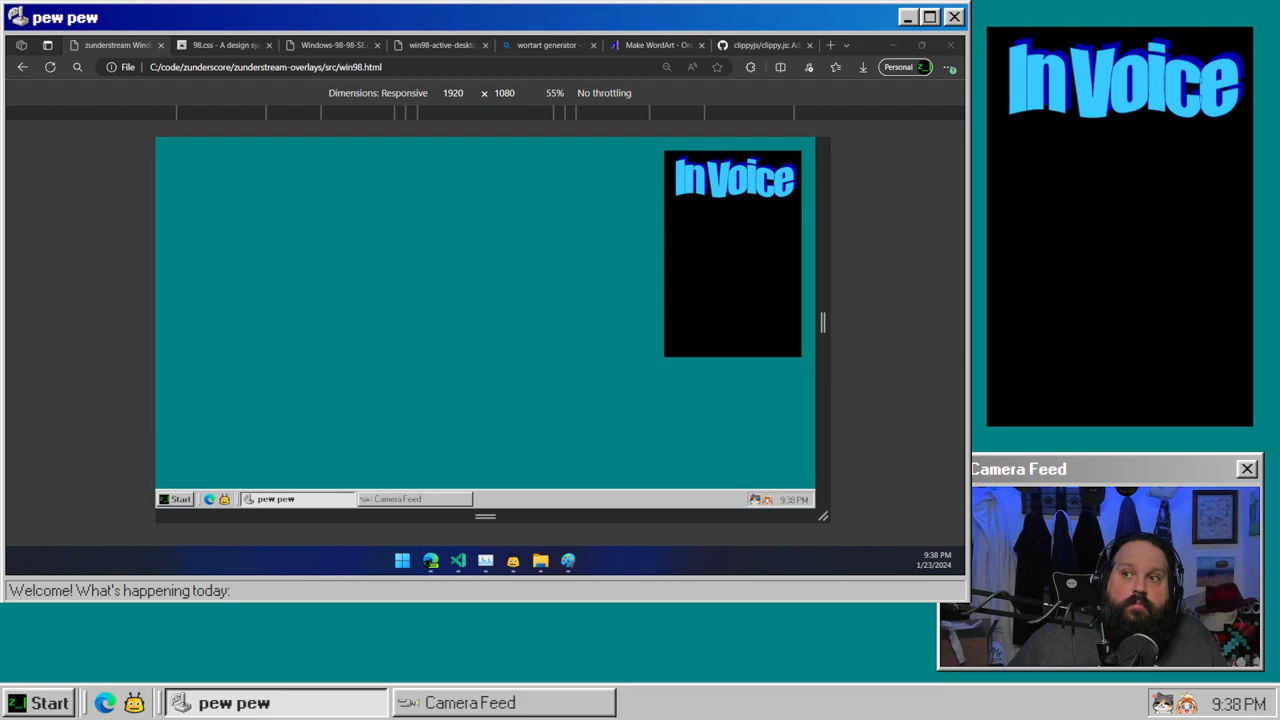 pew pew
zunderstream Wind
98.css - A design sy
Windows-98-98-SE
win98-active-deskto
wortart generator -
Make WordArt - Onl
clippyjs/clippy.js: Ad
File
C:/code/zunderscore/zunderstream-overlays/src/win98.html
Personal
Dimensions: Responsive 1920 × 1080 55% No throttling
In Voice
Start
pew pew
Camera Feed
9:38 PM
9:38 PM
1/23/2024
Welcome! What's happening today:
In Voice
Camera Feed
Start
pew pew
Camera Feed
9:38 PM